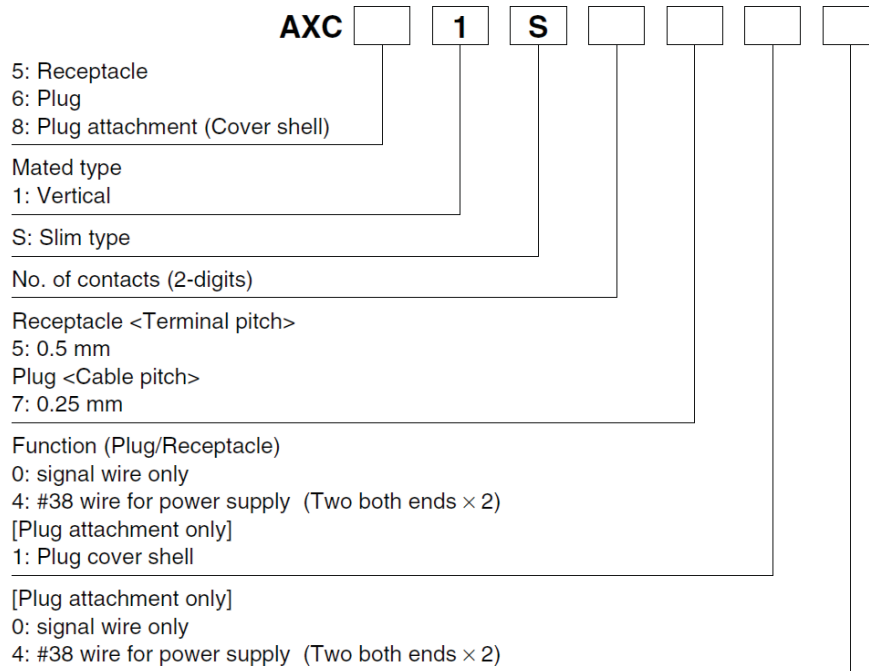 AXC 1 S
5: Receptacle
6: Plug
8: Plug attachment (Cover shell)
Mated type
1: Vertical
S: Slim type
No. of contacts (2-digits)
Receptacle <Terminal pitch>
5: 0.5 mm
Plug <Cable pitch>
7: 0.25 mm
Function (Plug/Receptacle)
0: signal wire only
4: #38 wire for power supply (Two both ends × 2)
[Plug attachment only]
1: Plug cover shell
[Plug attachment only]
0: signal wire only
4: #38 wire for power supply (Two both ends × 2)